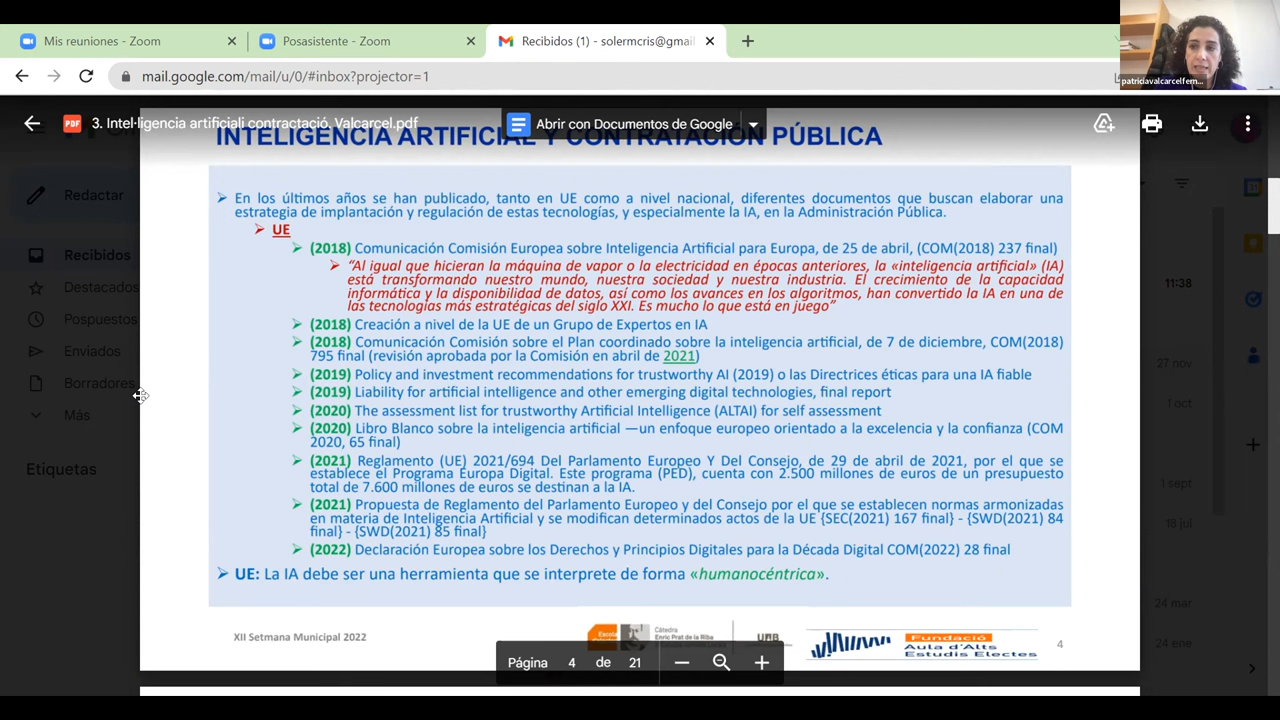 Mis reuniones - Zoom
Posasistente - Zoom
Recibidos (1) - solermcris@gmai
mail.google.com/mail/u/0/#inbox?projector=1
patriciavalcarcelfern...
PDF
3. Intel·ligencia artificiali contractació. Valcarcel.pdf
Abrir con Documentos de Google
INTELIGENCIA ARTIFICIAL Y CONTRATACIÓN PÚBLICA
Redactar
Recibidos
Destacados
Pospuestos
Enviados
Borradores
Más
Etiquetas
En los últimos años se han publicado, tanto en UE como a nivel nacional, diferentes documentos que buscan elaborar una
estrategia de implantación y regulación de estas tecnologías, y especialmente la IA, en la Administración Pública.
UE
(2018) Comunicación Comisión Europea sobre Inteligencia Artificial para Europa, de 25 de abril, (COM(2018) 237 final)
“Al igual que hicieran la máquina de vapor o la electricidad en épocas anteriores, la «inteligencia artificial» (IA)
está transformando nuestro mundo, nuestra sociedad y nuestra industria. El crecimiento de la capacidad
informática y la disponibilidad de datos, así como los avances en los algoritmos, han convertido la IA en una de
las tecnologías más estratégicas del siglo XXI. Es mucho lo que está en juego”
(2018) Creación a nivel de la UE de un Grupo de Expertos en IA
(2018) Comunicación Comisión sobre el Plan coordinado sobre la inteligencia artificial, de 7 de diciembre, COM(2018)
795 final (revisión aprobada por la Comisión en abril de 2021)
(2019) Policy and investment recommendations for trustworthy AI (2019) o las Directrices éticas para una IA fiable
(2019) Liability for artificial intelligence and other emerging digital technologies, final report
(2020) The assessment list for trustworthy Artificial Intelligence (ALTAI) for self assessment
(2020) Libro Blanco sobre la inteligencia artificial —un enfoque europeo orientado a la excelencia y la confianza (COM
2020, 65 final)
(2021) Reglamento (UE) 2021/694 Del Parlamento Europeo Y Del Consejo, de 29 de abril de 2021, por el que se
establece el Programa Europa Digital. Este programa (PED), cuenta con 2.500 millones de euros de un presupuesto
total de 7.600 millones de euros se destinan a la IA.
(2021) Propuesta de Reglamento del Parlamento Europeo y del Consejo por el que se establecen normas armonizadas
en materia de Inteligencia Artificial y se modifican determinados actos de la UE {SEC(2021) 167 final} - {SWD(2021) 84
final} - {SWD(2021) 85 final}
(2022) Declaración Europea sobre los Derechos y Principios Digitales para la Década Digital COM(2022) 28 final
UE: La IA debe ser una herramienta que se interprete de forma «humanocéntrica».
11:38
27 nov
1 oct
1 sept
18 jul
24 mar
24 ene
XII Setmana Municipal 2022
Càtedra
Enric Prat de la Riba
UAB
Fundació
Aula d'Alts
Estudis Electes
4
Página 4 de 21